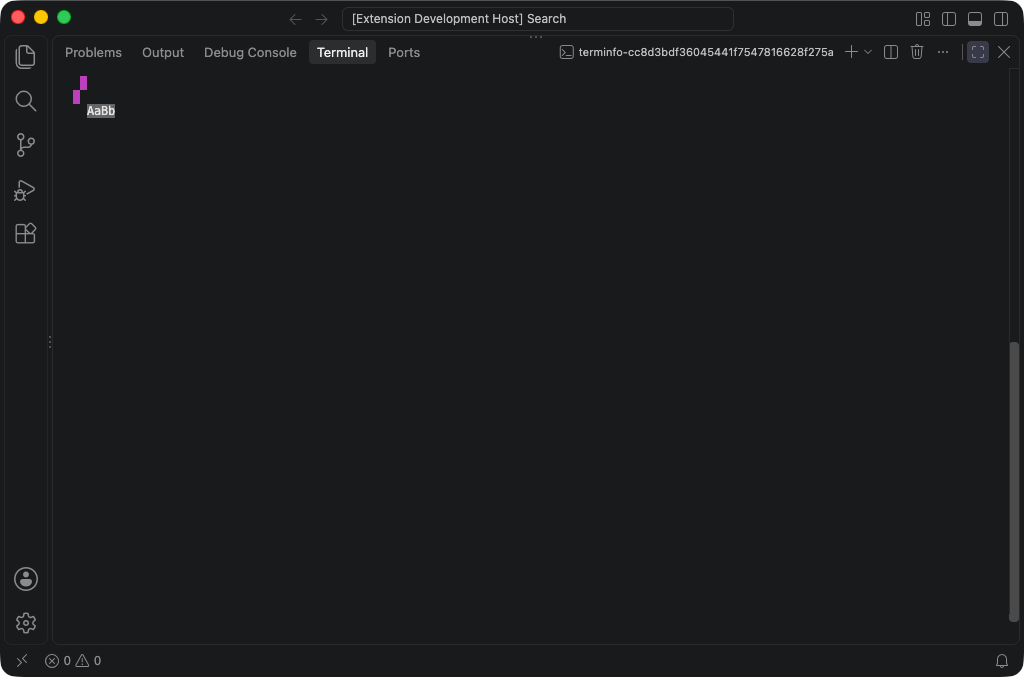 [Extension Development Host] Search
Problems Output Debug Console Terminal Ports terminfo-cc8d3bdf36045441f7547816628f275a
AaBb
0 0